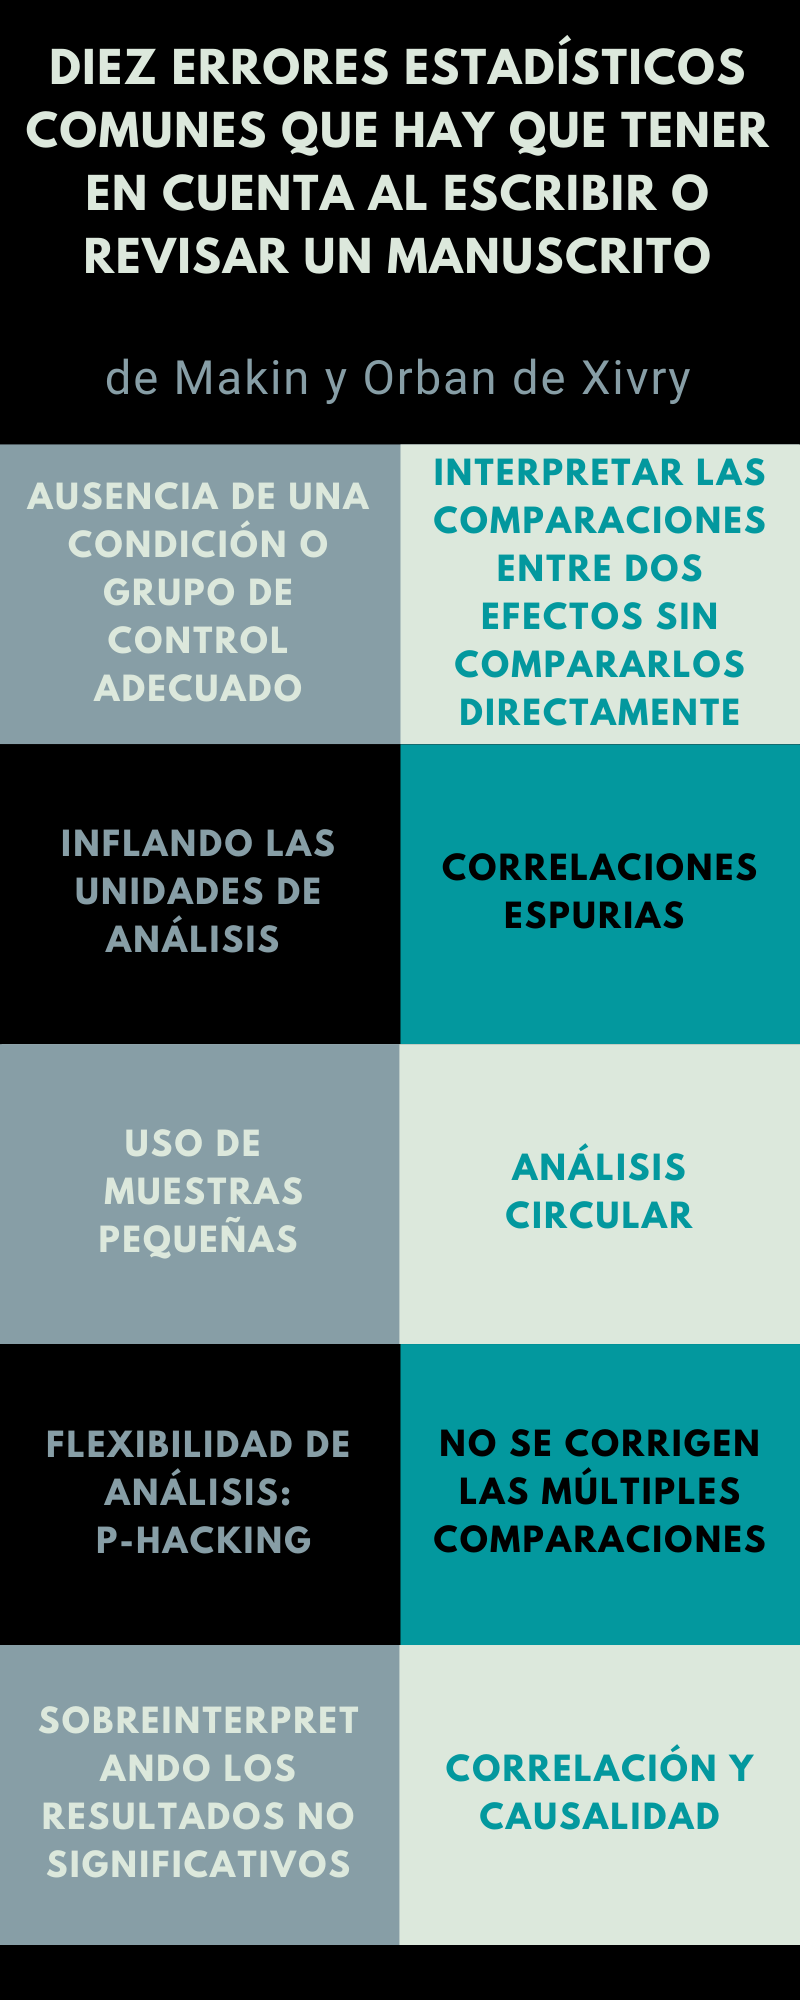 DIEZ ERRORES ESTADÍSTICOS
COMUNES QUE HAY QUE TENER
EN CUENTA AL ESCRIBIR O
REVISAR UN MANUSCRITO
de Makin y Orban de Xivry
AUSENCIA DE UNA
CONDICIÓN O
GRUPO DE
CONTROL
ADECUADO
INTERPRETAR LAS
COMPARACIONES
ENTRE DOS
EFECTOS SIN
COMPARARLOS
DIRECTAMENTE
INFLANDO LAS
UNIDADES DE
ANÁLISIS
CORRELACIONES
ESPURIAS
USO DE
MUESTRAS
PEQUEÑAS
ANÁLISIS
CIRCULAR
FLEXIBILIDAD DE
ANÁLISIS:
P-HACKING
NO SE CORRIGEN
LAS MÚLTIPLES
COMPARACIONES
SOBREINTERPRET
ANDO LOS
RESULTADOS NO
SIGNIFICATIVOS
CORRELACIÓN Y
CAUSALIDAD